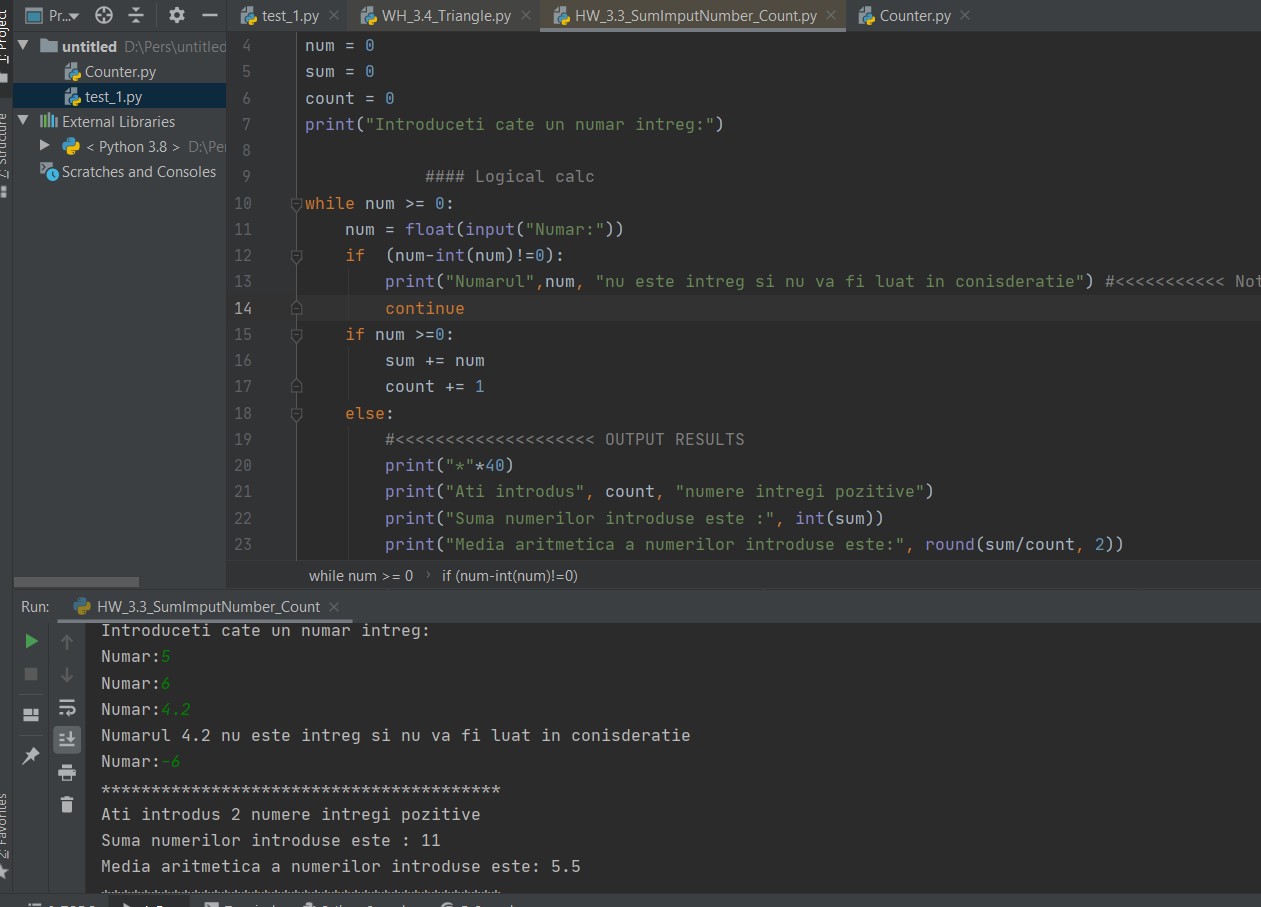 Pr...
test_1.py
WH_3.4_Triangle.py
HW_3.3_SumImputNumber_Count.py
Counter.py
1: Project
untitled D:\Pers\untitled
Counter.py
test_1.py
External Libraries
< Python 3.8 > D:\Per
Scratches and Consoles
7: Structure
4 num = 0
5 sum = 0
6 count = 0
7 print("Introduceti cate un numar intreg:")
8
9 #### Logical calc
10 while num >= 0:
11 num = float(input("Numar:"))
12 if (num-int(num)!=0):
13 print("Numarul",num, "nu este intreg si nu va fi luat in conisderatie") #<<<<<<<<<<< Not
14 continue
15 if num >=0:
16 sum += num
17 count += 1
18 else:
19 #<<<<<<<<<<<<<<<<<<<< OUTPUT RESULTS
20 print("*"*40)
21 print("Ati introdus", count, "numere intregi pozitive")
22 print("Suma numerilor introduse este :", int(sum))
23 print("Media aritmetica a numerilor introduse este:", round(sum/count, 2))
while num >= 0 › if (num-int(num)!=0)
Run: HW_3.3_SumImputNumber_Count
Introduceti cate un numar intreg:
Numar:5
Numar:6
Numar:4.2
Numarul 4.2 nu este intreg si nu va fi luat in conisderatie
Numar:-6
****************************************
Ati introdus 2 numere intregi pozitive
Suma numerilor introduse este : 11
Media aritmetica a numerilor introduse este: 5.5
****************************************
2: Favorites